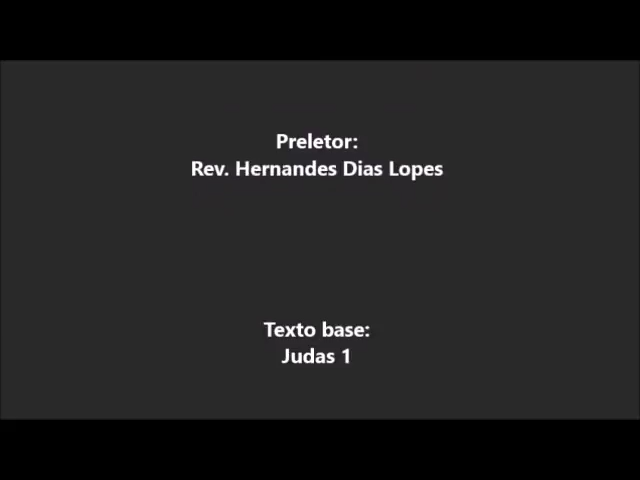 Preletor:
Rev. Hernandes Dias Lopes
Texto base:
Judas 1